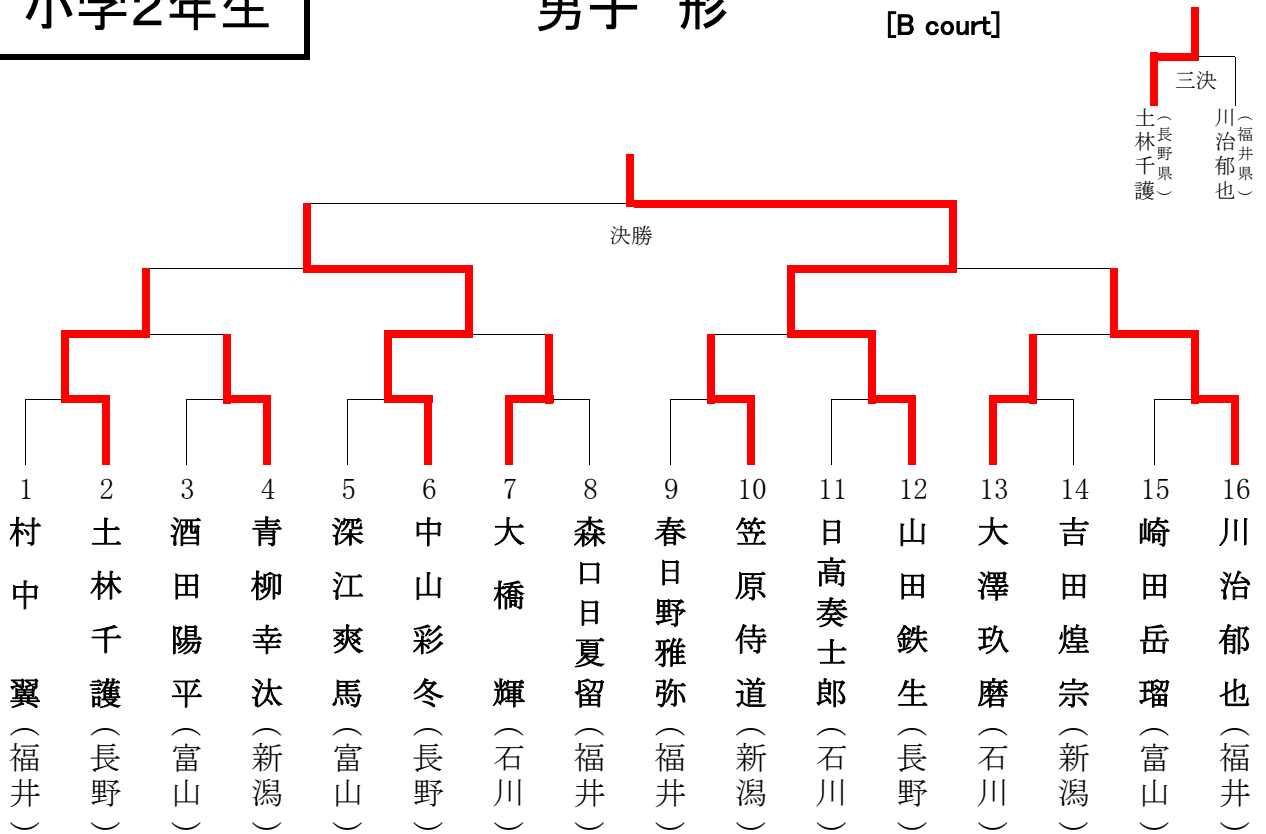 小学2年生
男子 形
[B court]
三決
土林千護(長野県)
川治郁也(福井県)
決勝
1 村中 翼(福井)
2 土林千護(長野)
3 酒田陽平(富山)
4 青柳幸汰(新潟)
5 深江爽馬(富山)
6 中山彩冬(長野)
7 大橋 輝(石川)
8 森口日夏留(福井)
9 春日野雅弥(福井)
10 笠原侍道(新潟)
11 日高奏士郎(石川)
12 山田鉄生(長野)
13 大澤玖磨(石川)
14 吉田煌宗(新潟)
15 崎田岳瑠(富山)
16 川治郁也(福井)